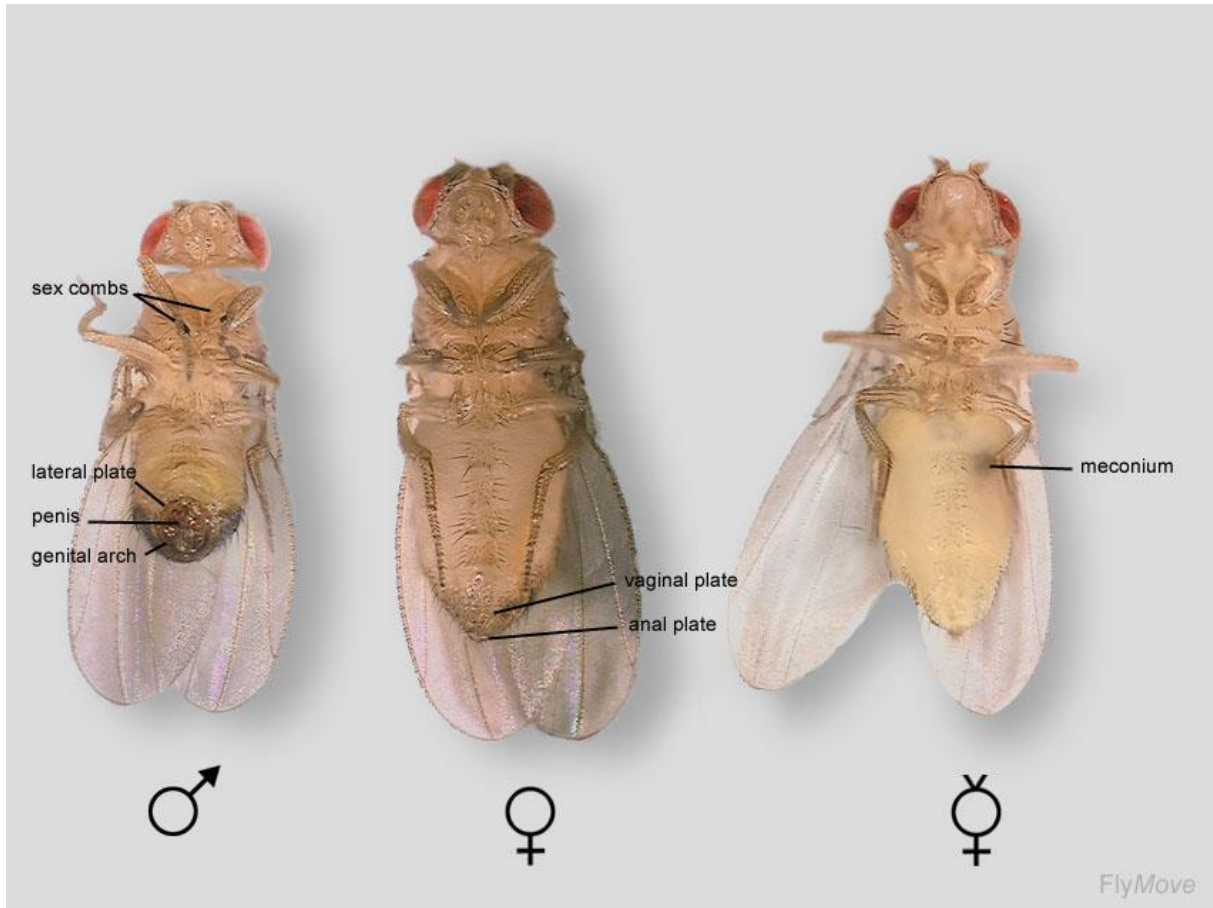 sex combs
lateral plate
penis
genital arch
vaginal plate
anal plate
meconium
FlyMove